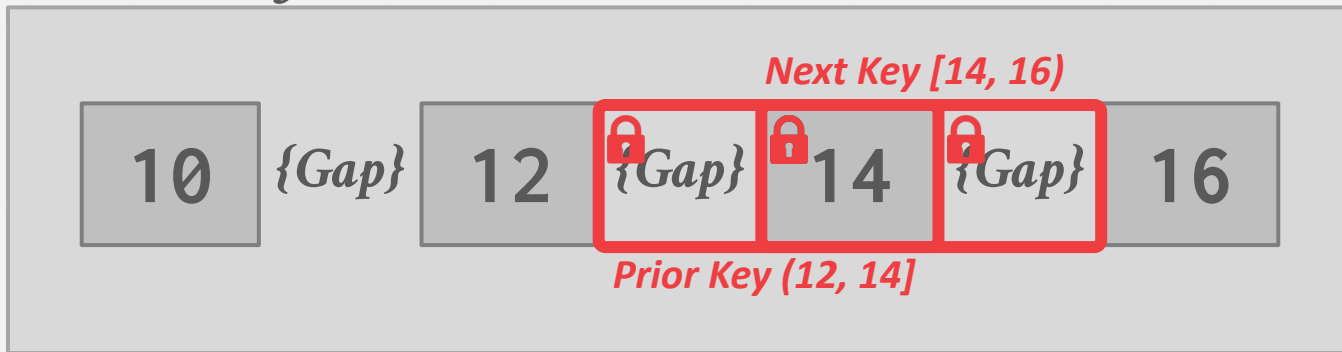 Next Key [14, 16)
10 {Gap} 12 {Gap} 14 {Gap} 16
Prior Key (12, 14]